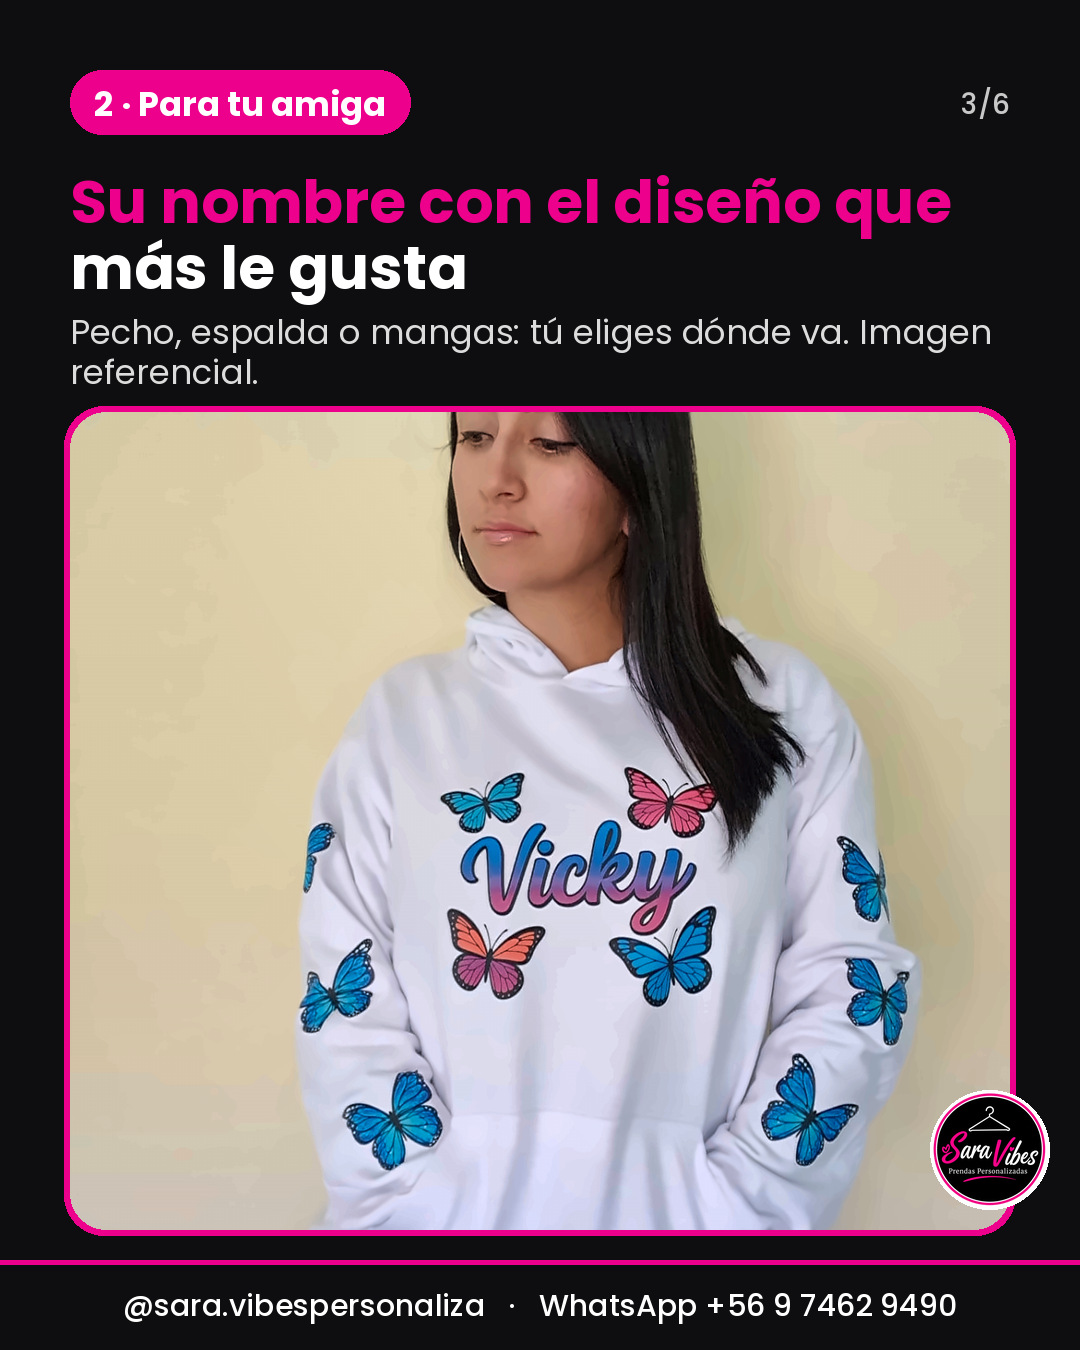 2 · Para tu amiga
3/6
Su nombre con el diseño que
más le gusta
Pecho, espalda o mangas: tú eliges dónde va. Imagen
referencial.
Vicky
Sara Vibes
Prendas Personalizadas
@sara.vibespersonaliza · WhatsApp +56 9 7462 9490